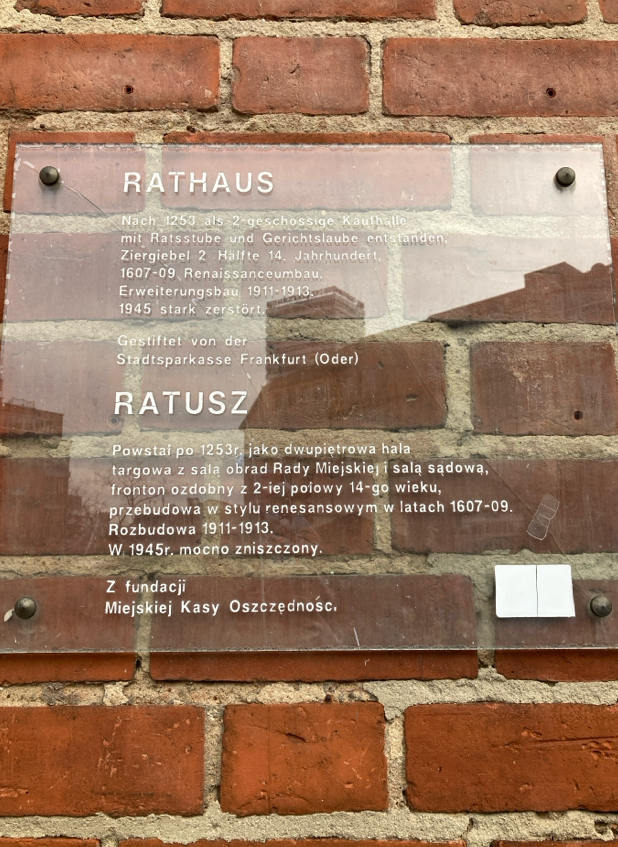 RATHAUS
Nach 1253 als 2-geschossige Kaufhalle
mit Ratsstube und Gerichtslaube entstanden,
Ziergiebel 2. Hälfte 14. Jahrhundert,
1607-09 Renaissanceumbau.
Erweiterungsbau 1911-1913.
1945 stark zerstört.
Gestiftet von der
Stadtsparkasse Frankfurt (Oder)
RATUSZ
Powstał po 1253r. jako dwupiętrowa hala
targowa z salą obrad Rady Miejskiej i salą sądową,
fronton ozdobny z 2-iej połowy 14-go wieku,
przebudowa w stylu renesansowym w latach 1607-09.
Rozbudowa 1911-1913.
W 1945r. mocno zniszczony.
Z fundacji
Miejskiej Kasy Oszczędnośc.